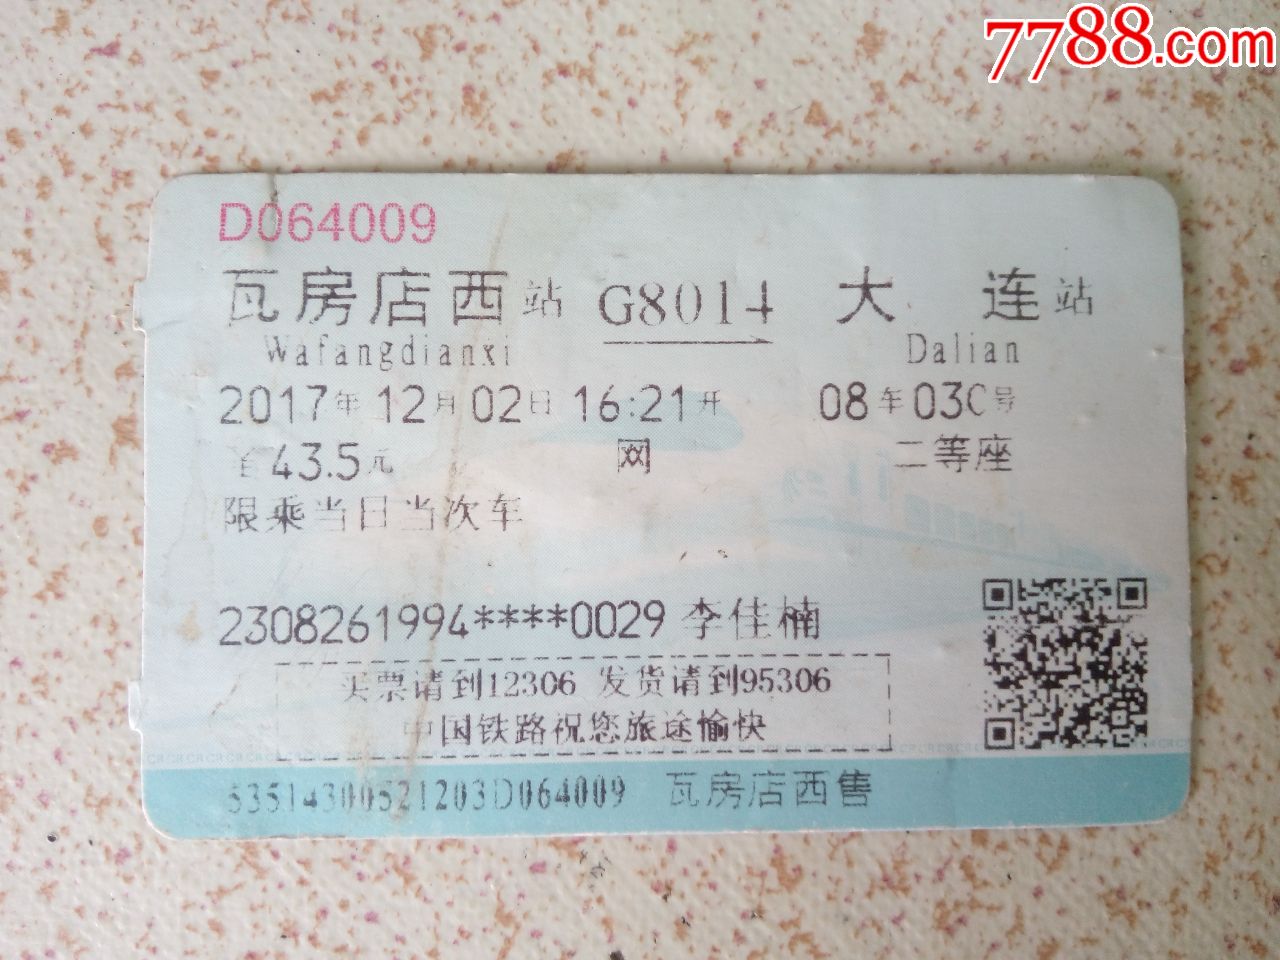 7788.com
D064009
瓦房店西站 G8014 大连站
Wafangdianxi Dalian
2017年12月02日 16:21开 08车03C号
43.5元 网 二等座
限乘当日当次车
2308261994****0029 李佳楠
买票请到12306 发货请到95306
中国铁路祝您旅途愉快
53514300521203D064009 瓦房店西售